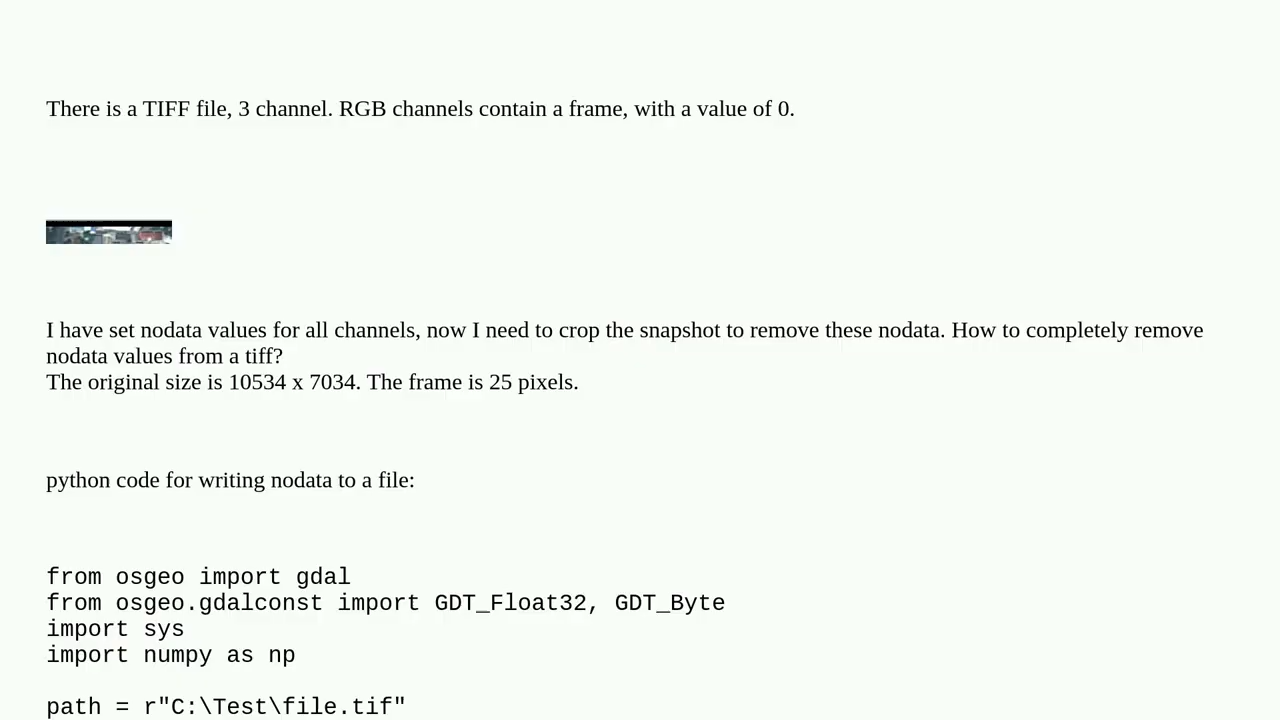 There is a TIFF file, 3 channel. RGB channels contain a frame, with a value of 0.
I have set nodata values for all channels, now I need to crop the snapshot to remove these nodata. How to completely remove
nodata values from a tiff?
The original size is 10534 x 7034. The frame is 25 pixels.
python code for writing nodata to a file:
from osgeo import gdal
from osgeo.gdalconst import GDT_Float32, GDT_Byte
import sys
import numpy as np
path = r"C:\Test\file.tif"